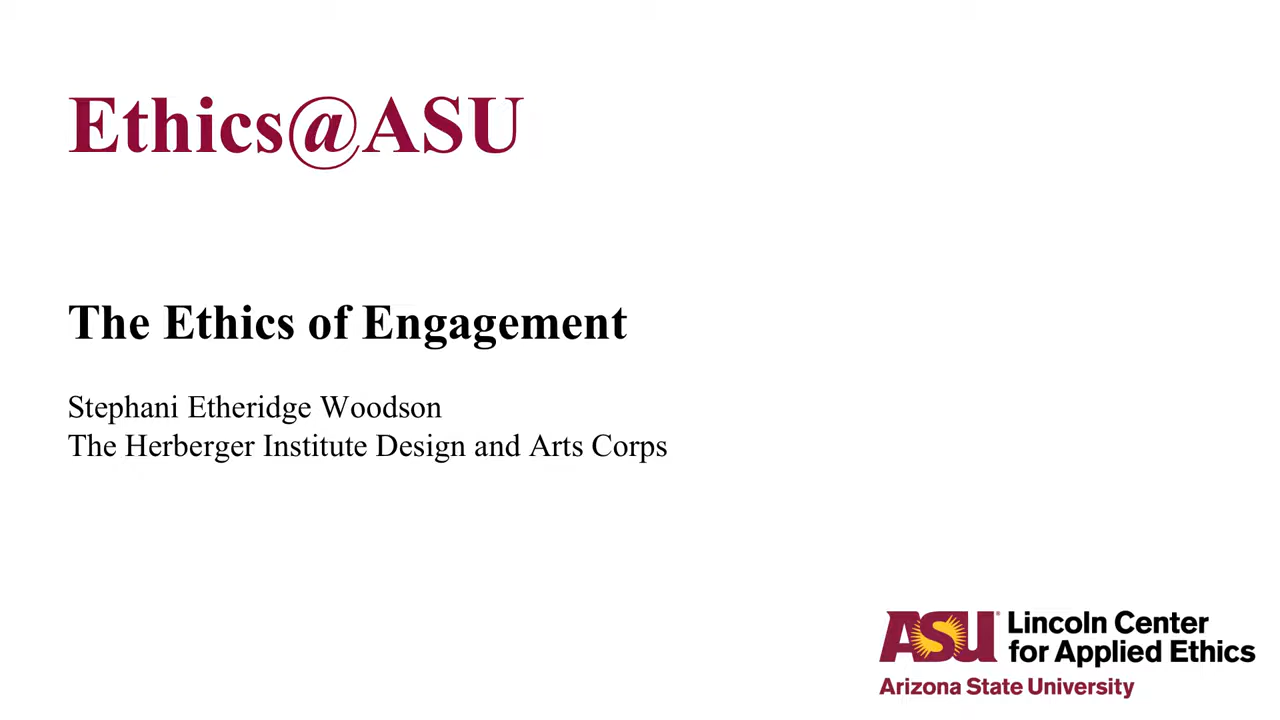 Ethics@ASU
The Ethics of Engagement
Stephani Etheridge Woodson
The Herberger Institute Design and Arts Corps
ASU® Lincoln Center
for Applied Ethics
Arizona State University